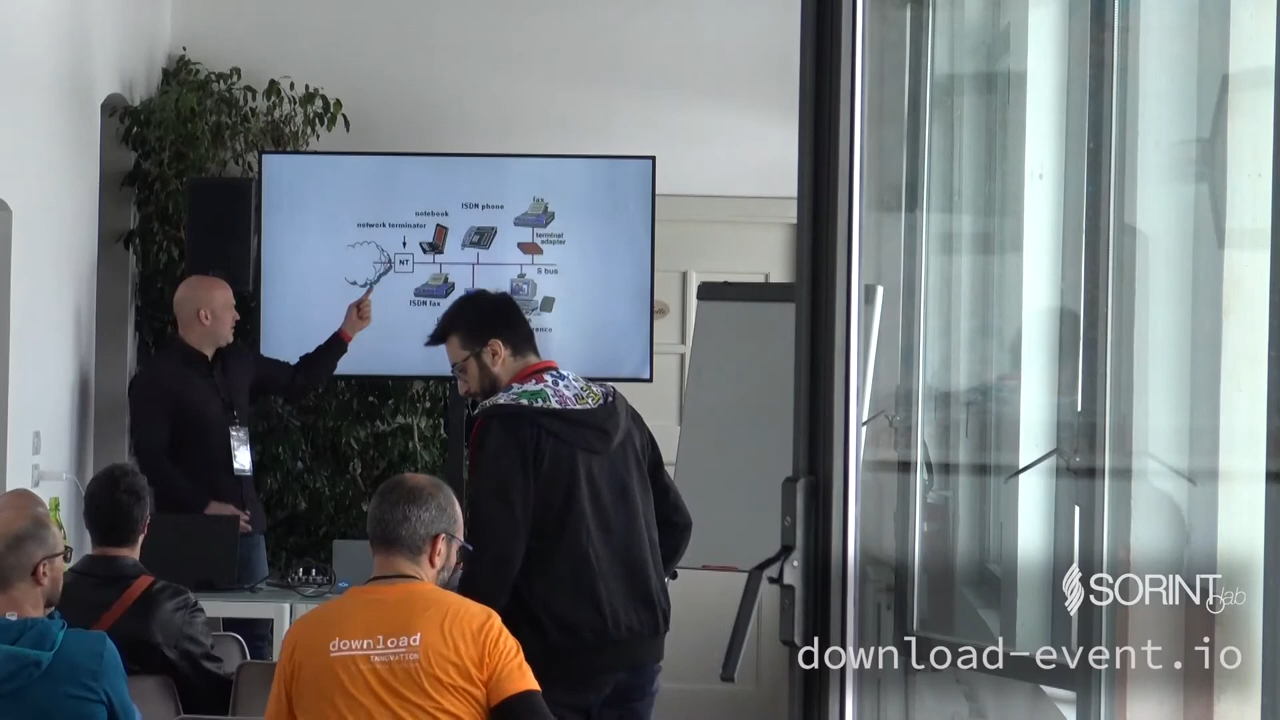 fax
ISDN phone
notebook
network terminator
terminal
adapter
NT
S bus
ISDN fax
download
INNOVATION
SORINT
lab
download-event.io